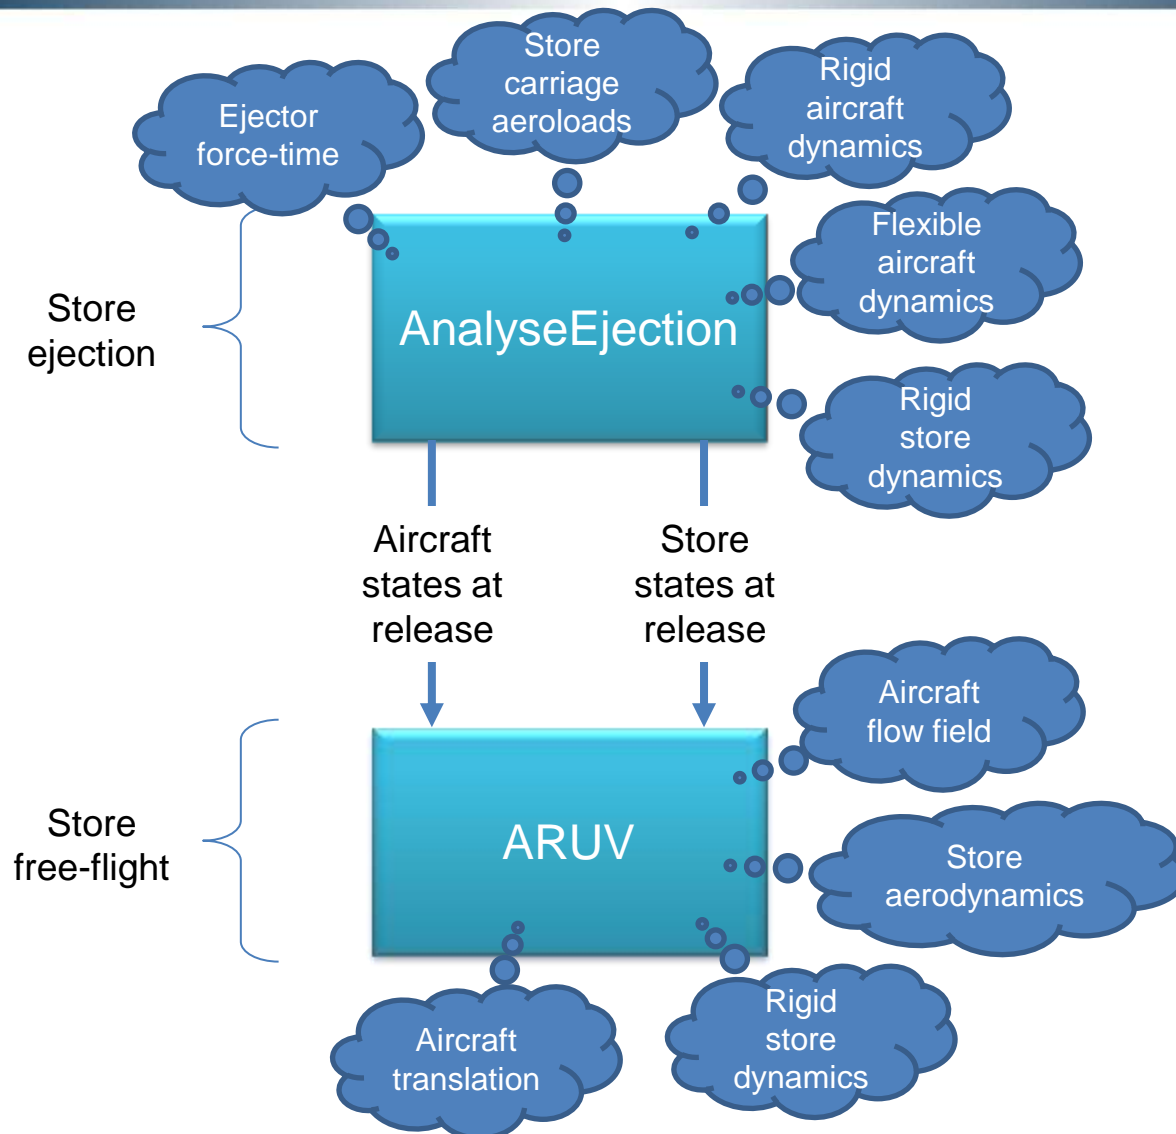 Store
carriage
aeroloads
Rigid
aircraft
dynamics
Ejector
force-time
Flexible
aircraft
dynamics
Store
ejection
AnalyseEjection
Rigid
store
dynamics
Aircraft
states at
release
Store
states at
release
Aircraft
flow field
Store
free-flight
ARUV
Store
aerodynamics
Aircraft
translation
Rigid
store
dynamics